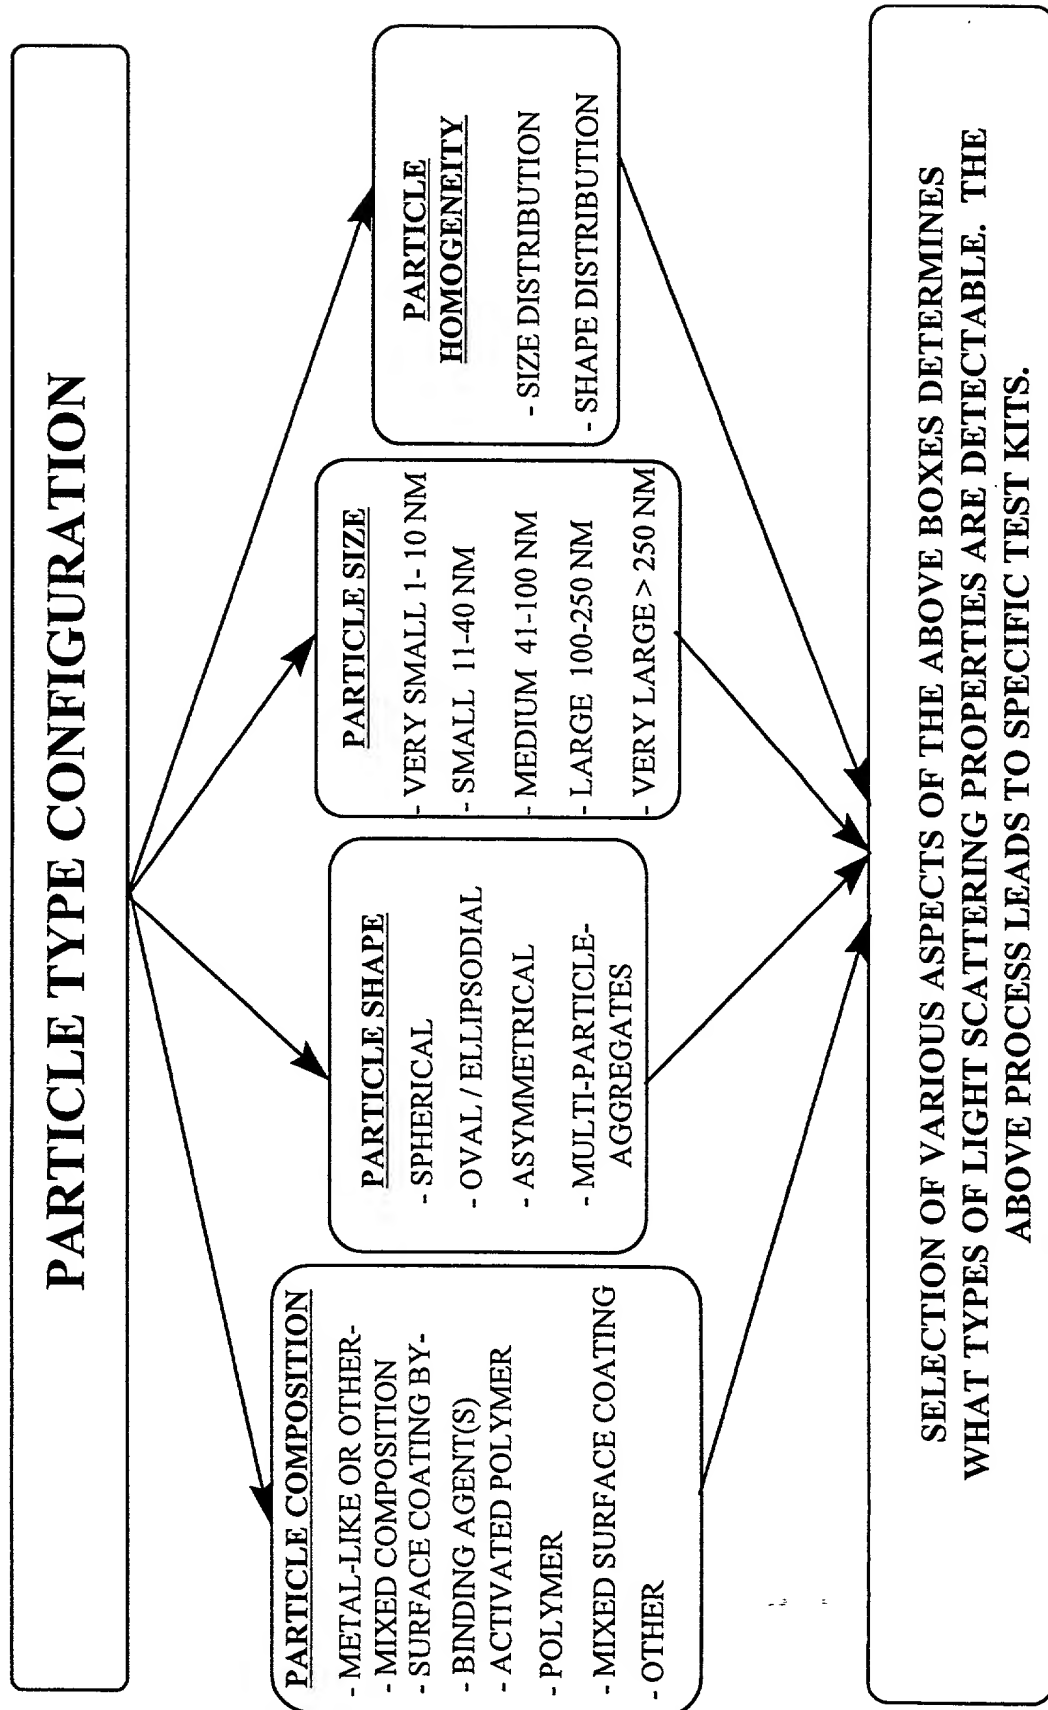 PARTICLE TYPE CONFIGURATION
PARTICLE COMPOSITION
- METAL-LIKE OR OTHER-
- MIXED COMPOSITION
- SURFACE COATING BY-
- BINDING AGENT(S)
- ACTIVATED POLYMER
- POLYMER
- MIXED SURFACE COATING
- OTHER
PARTICLE SHAPE
- SPHERICAL
- OVAL / ELLIPSODIAL
- ASYMMETRICAL
- MULTI-PARTICLE-
AGGREGATES
PARTICLE SIZE
- VERY SMALL 1- 10 NM
- SMALL 11-40 NM
- MEDIUM 41-100 NM
- LARGE 100-250 NM
- VERY LARGE > 250 NM
PARTICLE
HOMOGENEITY
- SIZE DISTRIBUTION
- SHAPE DISTRIBUTION
SELECTION OF VARIOUS ASPECTS OF THE ABOVE BOXES DETERMINES
WHAT TYPES OF LIGHT SCATTERING PROPERTIES ARE DETECTABLE. THE
ABOVE PROCESS LEADS TO SPECIFIC TEST KITS.